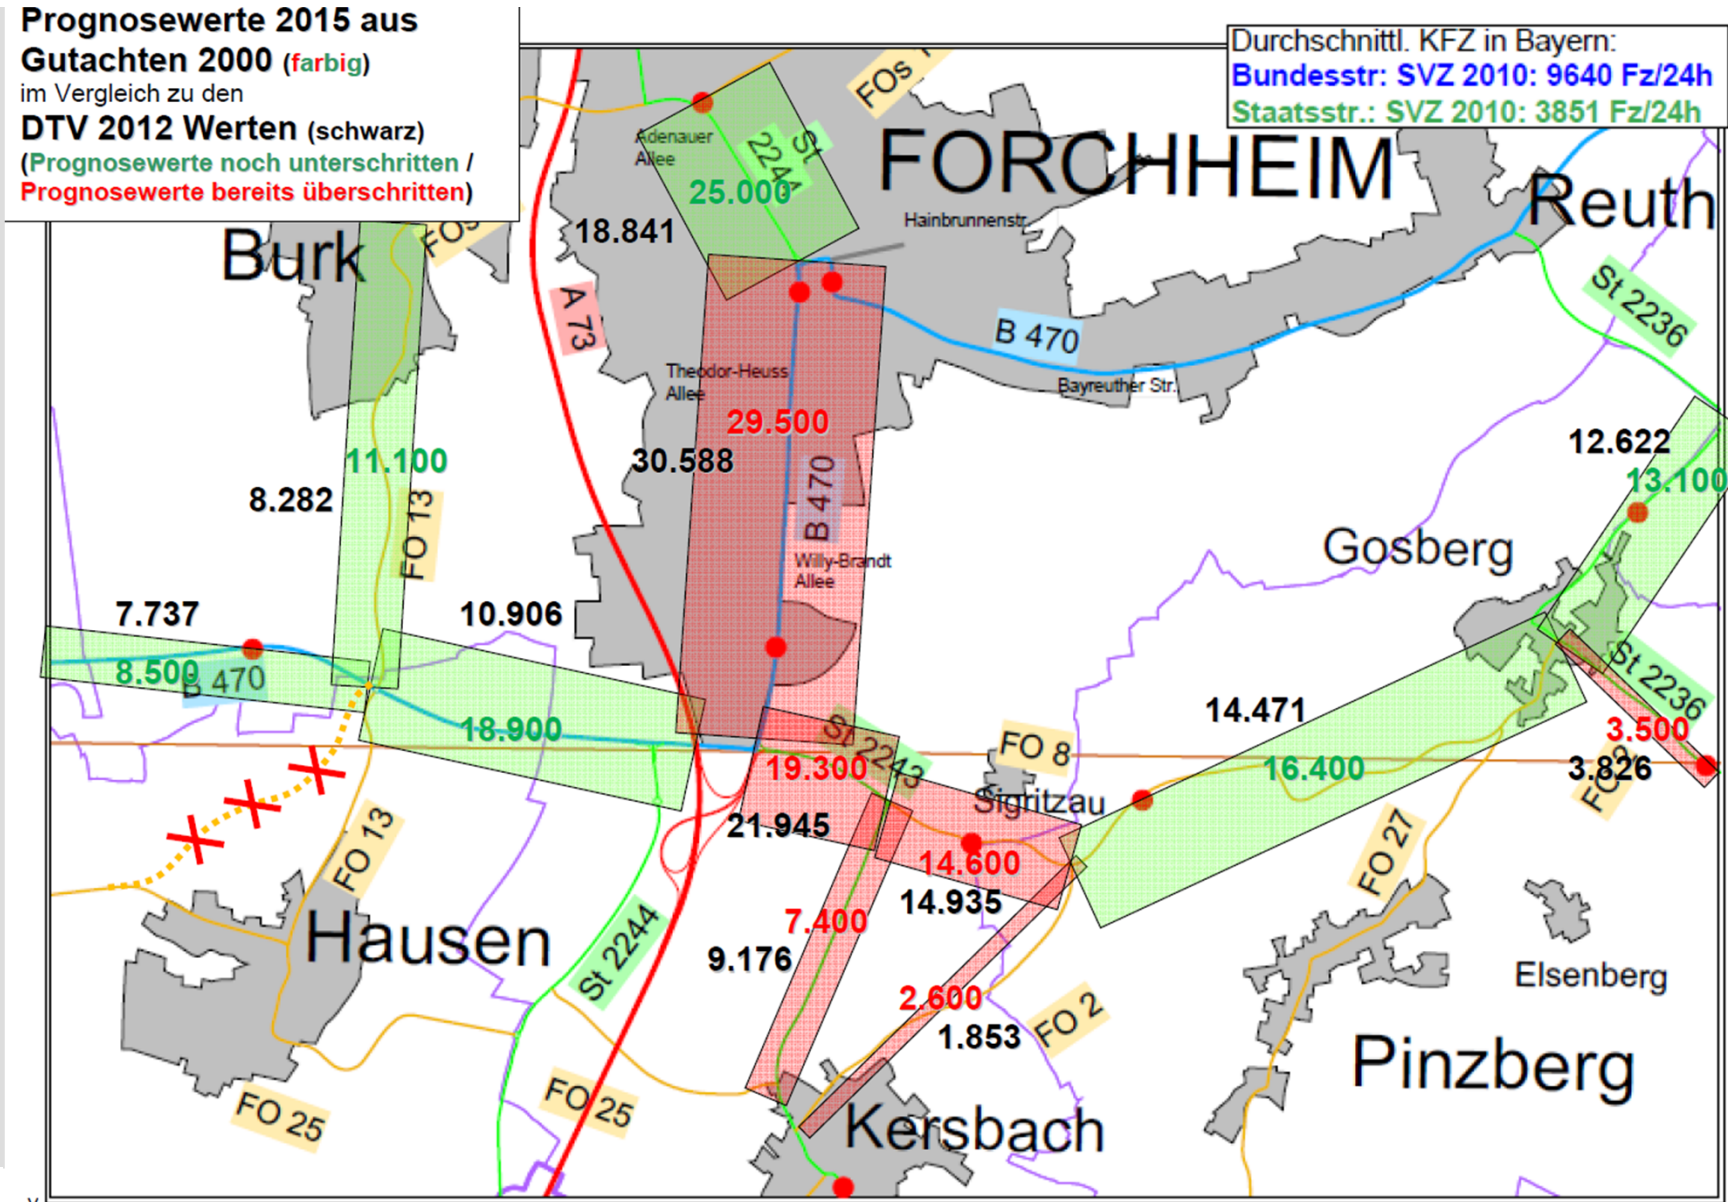 Prognosewerte 2015 aus
Gutachten 2000 (farbig)
im Vergleich zu den
DTV 2012 Werten (schwarz)
(Prognosewerte noch unterschritten /
Prognosewerte bereits überschritten)
Durchschnittl. KFZ in Bayern:
Bundesstr: SVZ 2010: 9640 Fz/24h
Staatsstr.: SVZ 2010: 3851 Fz/24h
FOs
Adenauer
Allee
St
2244
25.000
FORCHHEIM
Reuth
18.841
Hainbrunnenstr.
Burk
FOs
A 73
St 2236
B 470
Theodor-Heuss
Allee
Bayreuther Str.
29.500
30.588
12.622
13.100
11.100
8.282
FO 13
B 470
Gosberg
Willy-Brandt
Allee
7.737
10.906
8.500
B 470
18.900
St 2236
14.471
3.500
St 2243
FO 8
19.300
16.400
3.826
FO 2
Sigritzau
21.945
FO 13
14.600
14.935
FO 27
Hausen
7.400
9.176
St 2244
Elsenberg
2.600
1.853
FO 2
Pinzberg
FO 25
FO 25
Kersbach